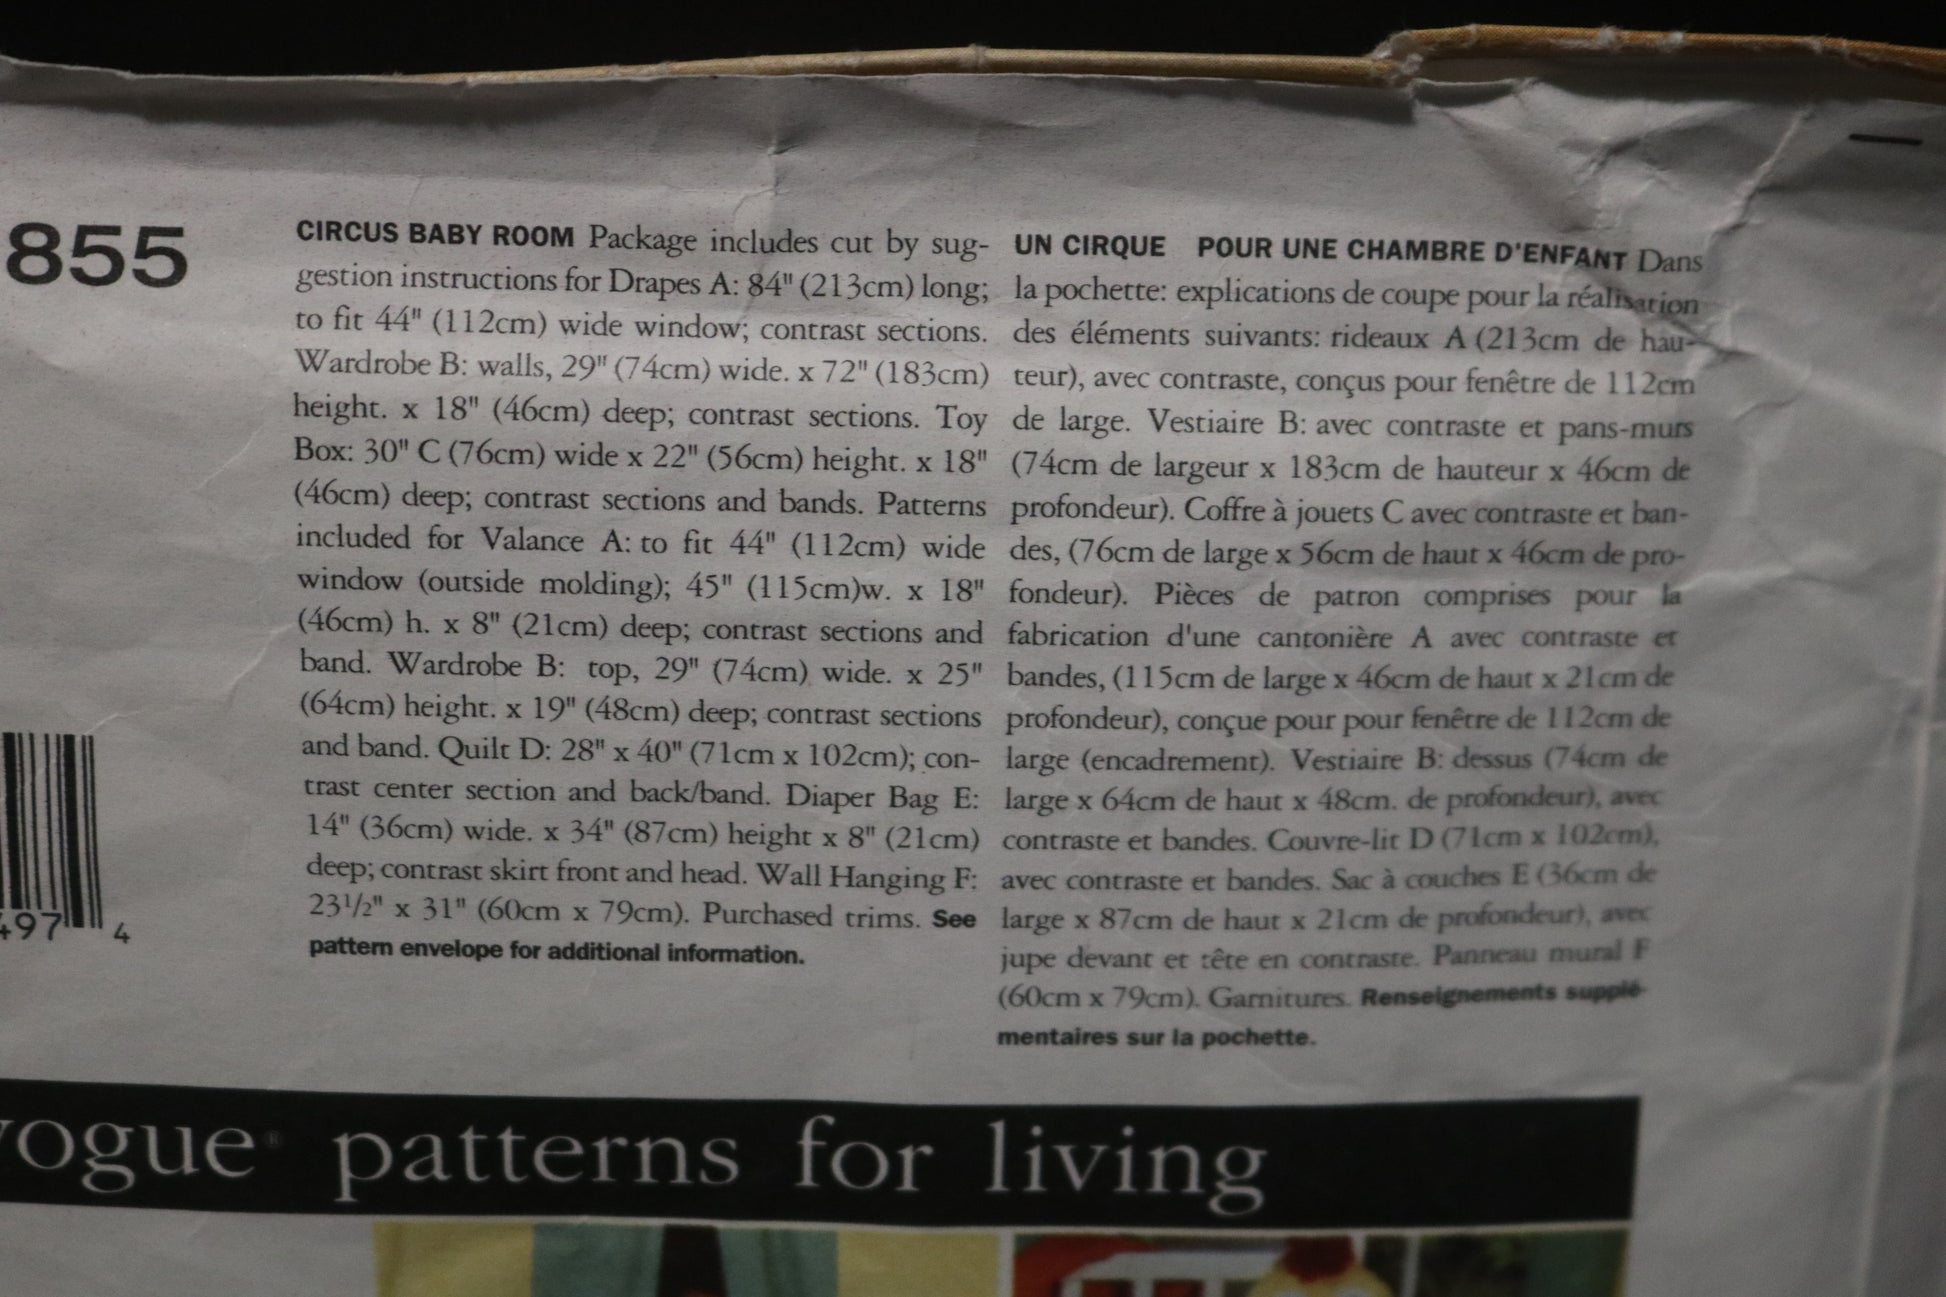 855
CIRCUS BABY ROOM Package includes cut by sug-
gestion instructions for Drapes A: 84" (213cm) long;
to fit 44" (112cm) wide window; contrast sections.
Wardrobe B: walls, 29" (74cm) wide. x 72" (183cm)
height. x 18" (46cm) deep; contrast sections. Toy
Box: 30" C (76cm) wide x 22" (56cm) height. x 18"
(46cm) deep; contrast sections and bands. Patterns
included for Valance A: to fit 44" (112cm) wide
window (outside molding); 45" (115cm)w. x 18"
(46cm) h. x 8" (21cm) deep; contrast sections and
band. Wardrobe B: top, 29" (74cm) wide. x 25"
(64cm) height. x 19" (48cm) deep; contrast sections
and band. Quilt D: 28" x 40" (71cm x 102cm); con-
trast center section and back/band. Diaper Bag E:
14" (36cm) wide. x 34" (87cm) height x 8" (21cm)
deep; contrast skirt front and head. Wall Hanging F:
23½" x 31" (60cm x 79cm). Purchased trims. See
pattern envelope for additional information.
UN CIRQUE POUR UNE CHAMBRE D'ENFANT Dans
la pochette: explications de coupe pour la réalisation
des éléments suivants: rideaux A (213cm de hau-
teur), avec contraste, conçus pour fenêtre de 112cm
de large. Vestiaire B: avec contraste et pans-murs
(74cm de largeur x 183cm de hauteur x 46cm de
profondeur). Coffre à jouets C avec contraste et ban-
des, (76cm de large x 56cm de haut x 46cm de pro-
fondeur). Pièces de patron comprises pour la
fabrication d'une cantonière A avec contraste et
bandes, (115cm de large x 46cm de haut x 21cm de
profondeur), conçue pour pour fenêtre de 112cm de
large (encadrement). Vestiaire B: dessus (74cm de
large x 64cm de haut x 48cm. de profondeur), avec
contraste et bandes. Couvre-lit D (71cm x 102cm),
avec contraste et bandes. Sac à couches E (36cm de
large x 87cm de haut x 21cm de profondeur), avec
jupe devant et tête en contraste. Panneau mural F
(60cm x 79cm). Garnitures. Renseignements supplé-
mentaires sur la pochette.
497 4
vogue® patterns for living